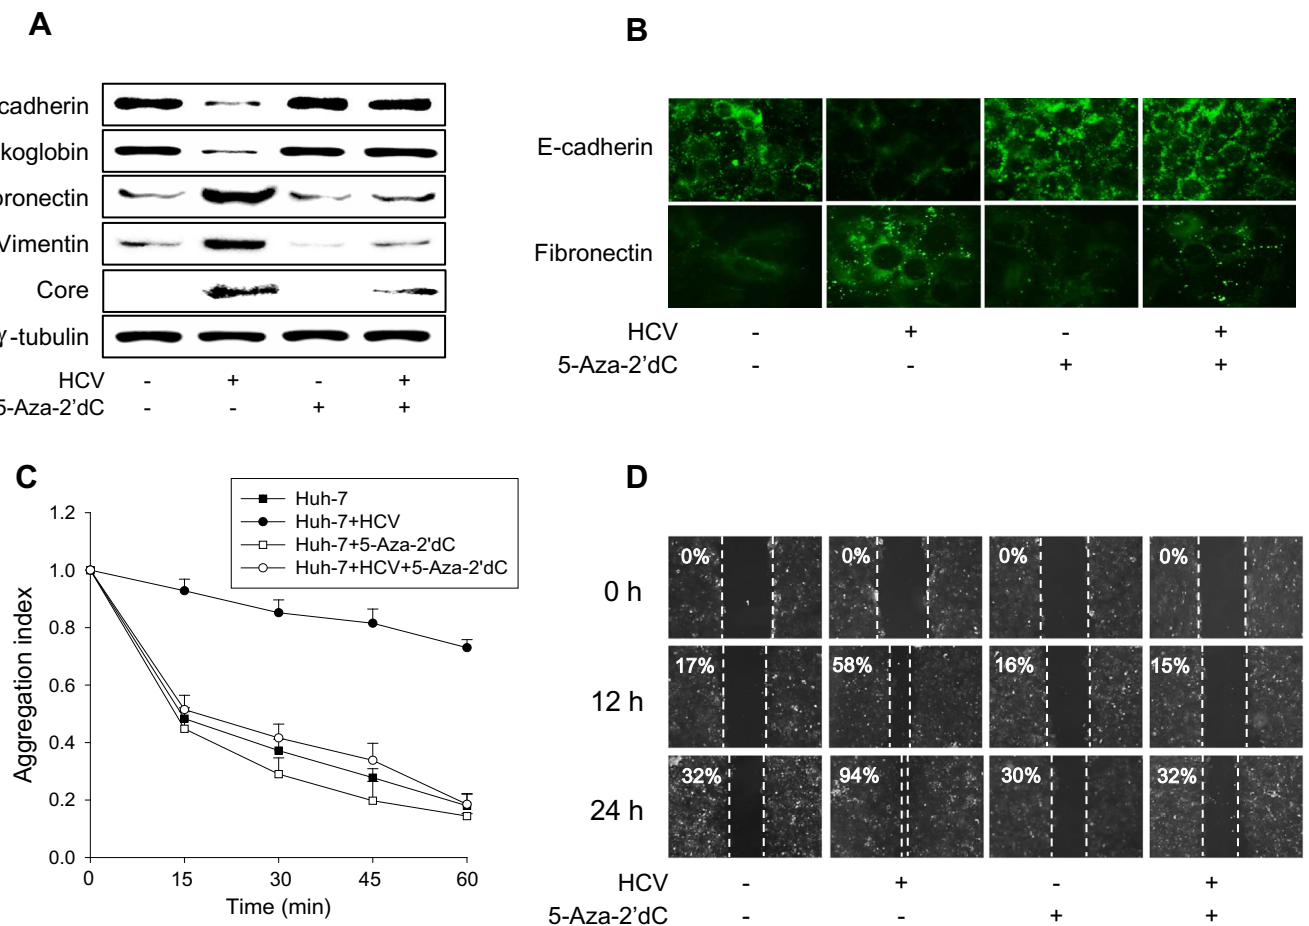 A
cadherin
koglobin
ronectin
Vimentin
Core
γ-tubulin
HCV - + - +
5-Aza-2'dC - - + +
B
E-cadherin
Fibronectin
HCV - + - +
5-Aza-2'dC - - + +
C
Huh-7
Huh-7+HCV
Huh-7+5-Aza-2'dC
Huh-7+HCV+5-Aza-2'dC
Aggregation index
1.2
1.0
0.8
0.6
0.4
0.2
0.0
0 15 30 45 60
Time (min)
D
0 h 0% 0% 0% 0%
12 h 17% 58% 16% 15%
24 h 32% 94% 30% 32%
HCV - + - +
5-Aza-2'dC - - + +